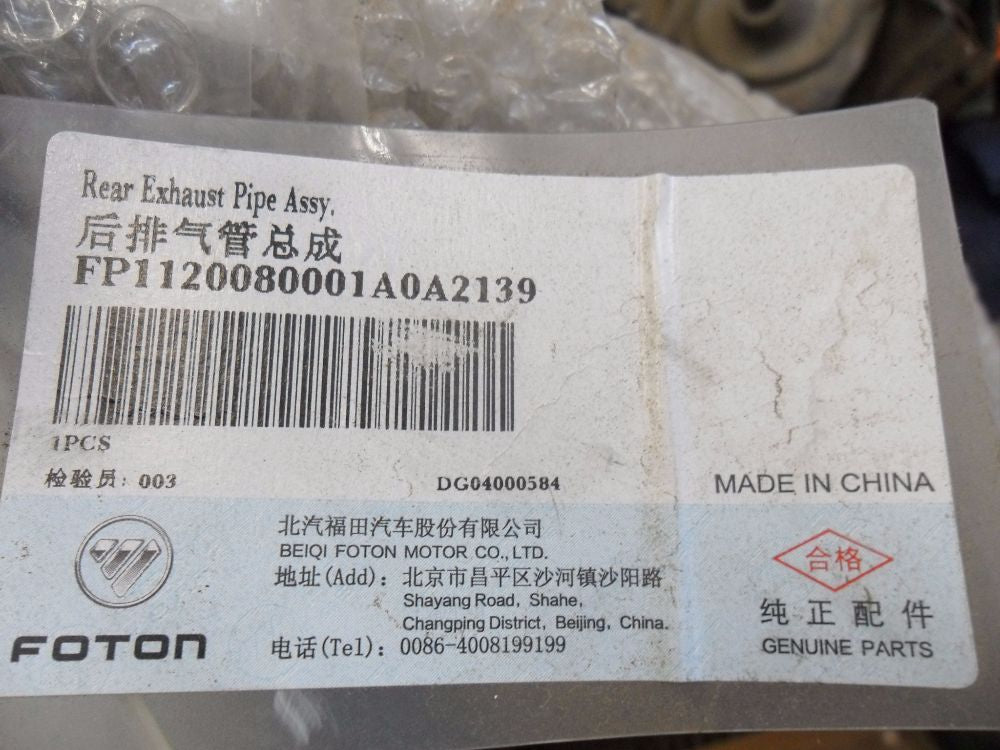 Rear Exhaust Pipe Assy.
后排气管总成
FP1120080001A0A2139
1PCS
检验员: 003
DG04000584
MADE IN CHINA
北汽福田汽车股份有限公司
BEIQI FOTON MOTOR CO., LTD.
地址(Add): 北京市昌平区沙河镇沙阳路
Shayang Road, Shahe,
Changping District, Beijing, China.
电话(Tel): 0086-4008199199
FOTON
合格
纯正配件
GENUINE PARTS